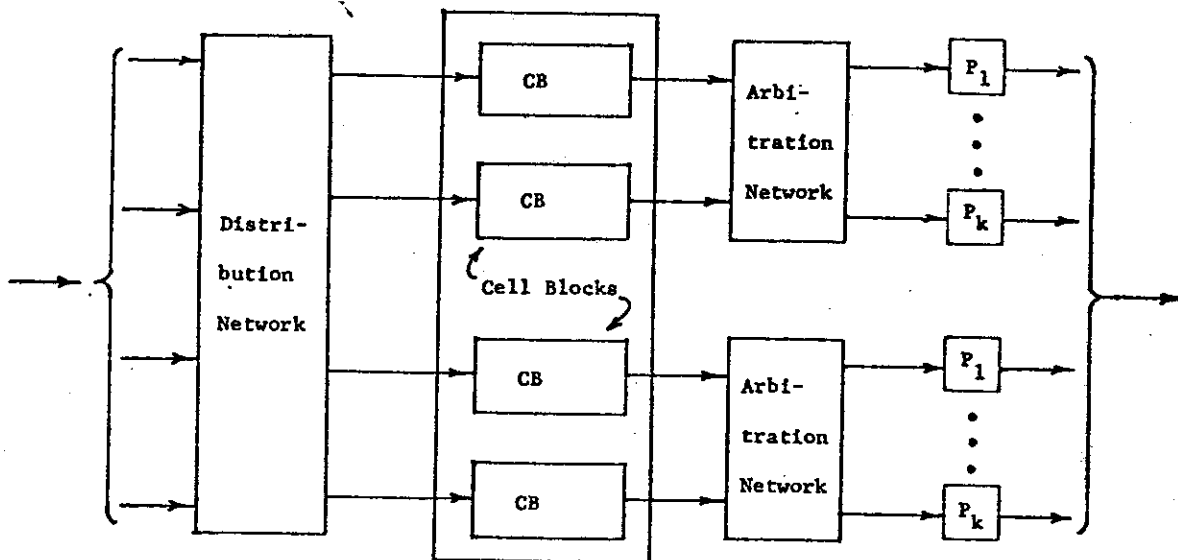 Distri-
bution
Network
CB
CB
Cell Blocks
CB
CB
Arbi-
tration
Network
P1
Pk
Arbi-
tration
Network
P1
Pk